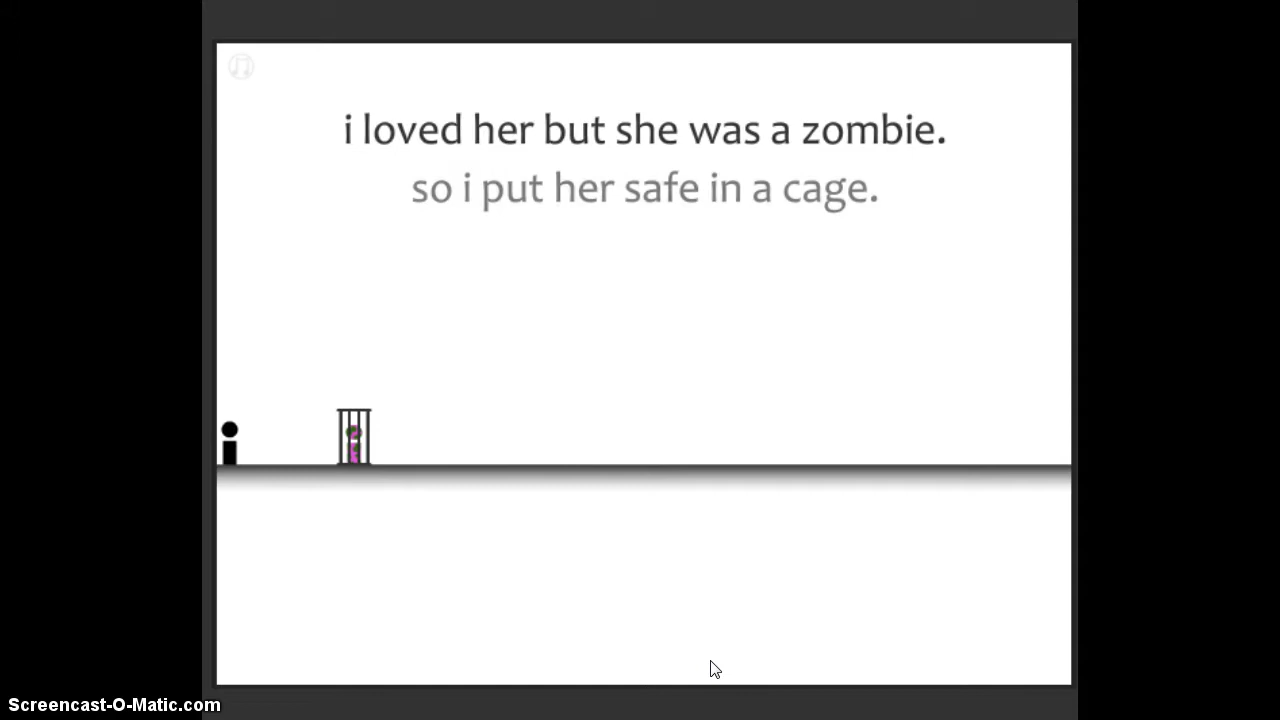 i loved her but she was a zombie.
so i put her safe in a cage.
Screencast-O-Matic.com